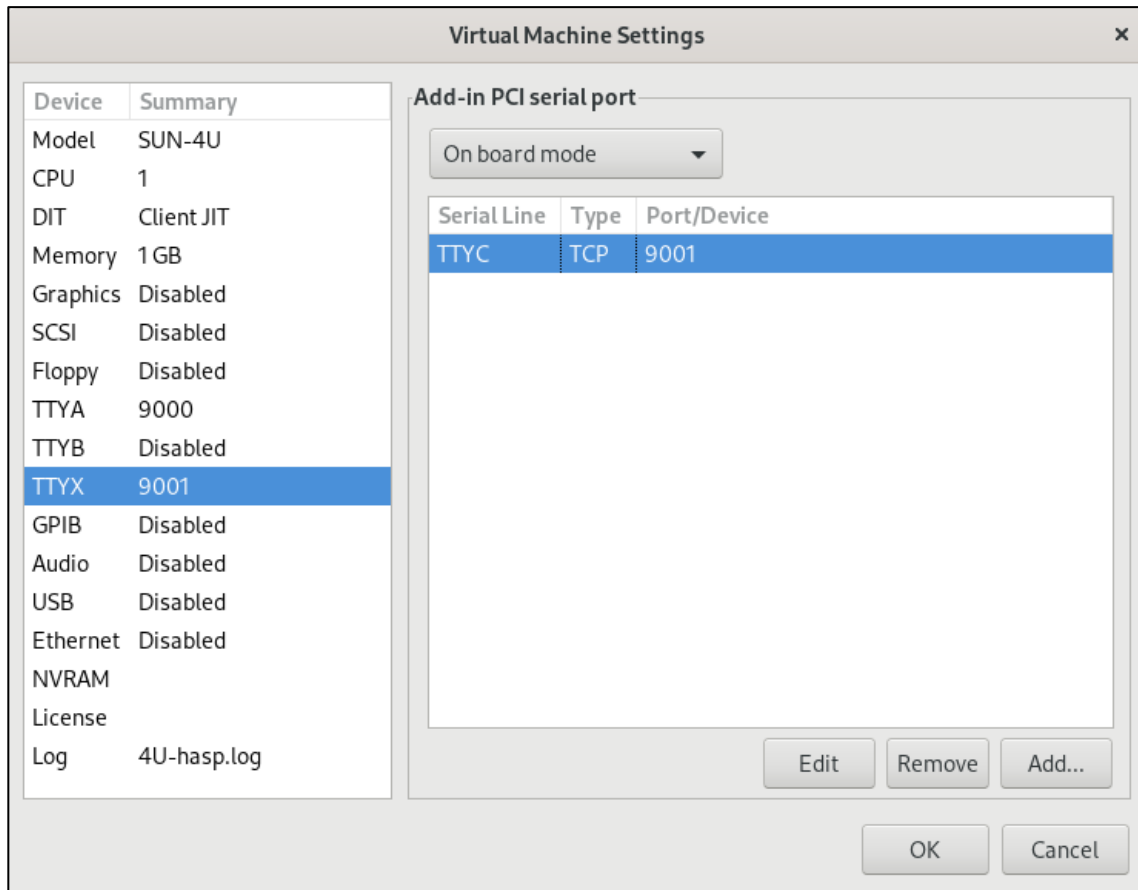 Virtual Machine Settings ×
Device Summary
Model SUN-4U
CPU 1
DIT Client JIT
Memory 1 GB
Graphics Disabled
SCSI Disabled
Floppy Disabled
TTYA 9000
TTYB Disabled
TTYX 9001
GPIB Disabled
Audio Disabled
USB Disabled
Ethernet Disabled
NVRAM
License
Log 4U-hasp.log
Add-in PCI serial port
On board mode
Serial Line Type Port/Device
TTYC TCP 9001
Edit Remove Add...
OK Cancel